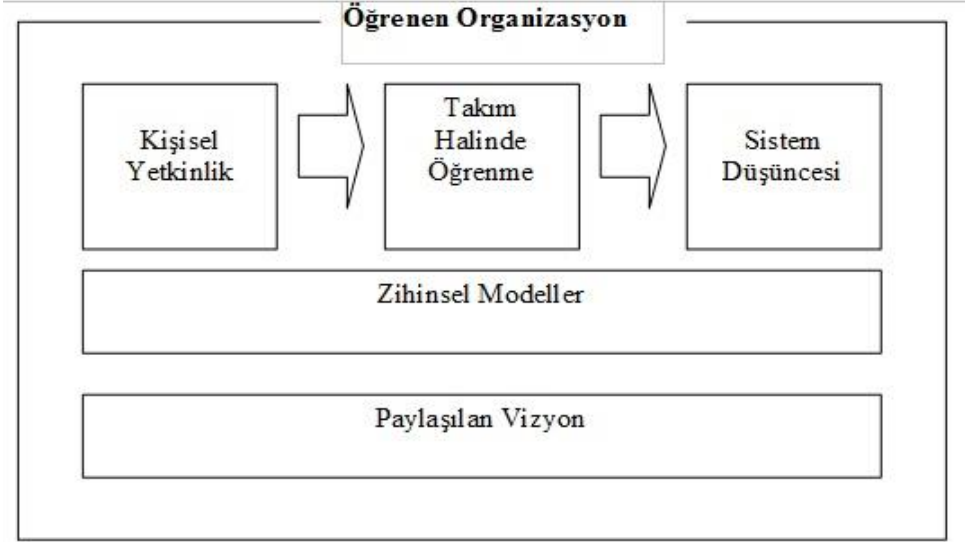 Öğrenen Organizasyon
Kişisel
Yetkinlik
Takım
Halinde
Öğrenme
Sistem
Düşüncesi
Zihinsel Modeller
Paylaşılan Vizyon